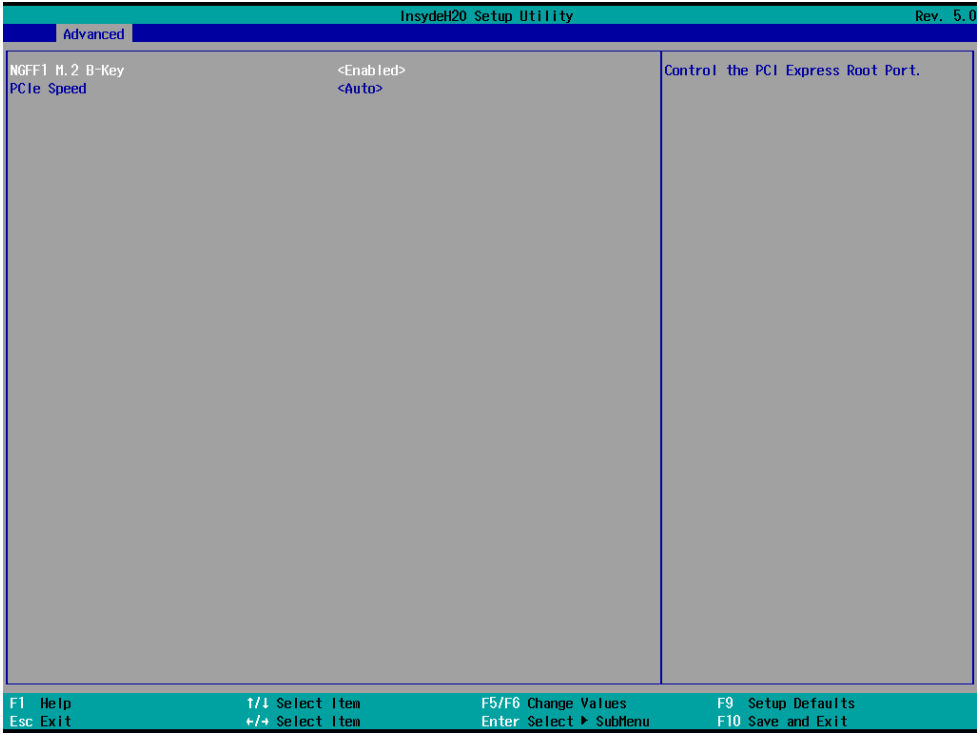 InsydeH20 Setup Utility Rev. 5.0
Advanced
NGFF1 M.2 B-Key <Enabled> Control the PCI Express Root Port.
PCIe Speed <Auto>
F1 Help ↑/↓ Select Item F5/F6 Change Values F9 Setup Defaults
Esc Exit ←/→ Select Item Enter Select ▶ SubMenu F10 Save and Exit